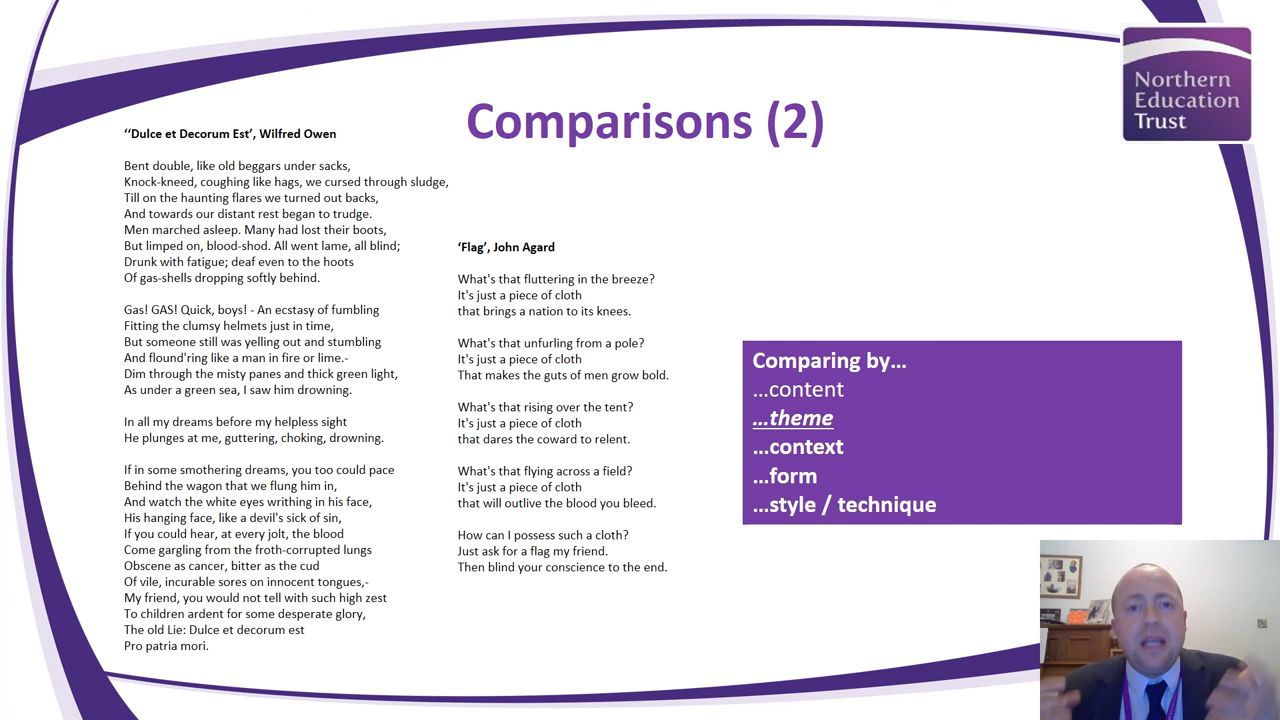 Comparisons (2)
Northern
Education
Trust
‘‘Dulce et Decorum Est’, Wilfred Owen
Bent double, like old beggars under sacks,
Knock-kneed, coughing like hags, we cursed through sludge,
Till on the haunting flares we turned out backs,
And towards our distant rest began to trudge.
Men marched asleep. Many had lost their boots,
But limped on, blood-shod. All went lame, all blind;
Drunk with fatigue; deaf even to the hoots
Of gas-shells dropping softly behind.
Gas! GAS! Quick, boys! - An ecstasy of fumbling
Fitting the clumsy helmets just in time,
But someone still was yelling out and stumbling
And flound'ring like a man in fire or lime.-
Dim through the misty panes and thick green light,
As under a green sea, I saw him drowning.
In all my dreams before my helpless sight
He plunges at me, guttering, choking, drowning.
If in some smothering dreams, you too could pace
Behind the wagon that we flung him in,
And watch the white eyes writhing in his face,
His hanging face, like a devil's sick of sin,
If you could hear, at every jolt, the blood
Come gargling from the froth-corrupted lungs
Obscene as cancer, bitter as the cud
Of vile, incurable sores on innocent tongues,-
My friend, you would not tell with such high zest
To children ardent for some desperate glory,
The old Lie: Dulce et decorum est
Pro patria mori.
‘Flag’, John Agard
What's that fluttering in the breeze?
It's just a piece of cloth
that brings a nation to its knees.
What's that unfurling from a pole?
It's just a piece of cloth
That makes the guts of men grow bold.
What's that rising over the tent?
It's just a piece of cloth
that dares the coward to relent.
What's that flying across a field?
It's just a piece of cloth
that will outlive the blood you bleed.
How can I possess such a cloth?
Just ask for a flag my friend.
Then blind your conscience to the end.
Comparing by…
…content
…theme
…context
…form
…style / technique